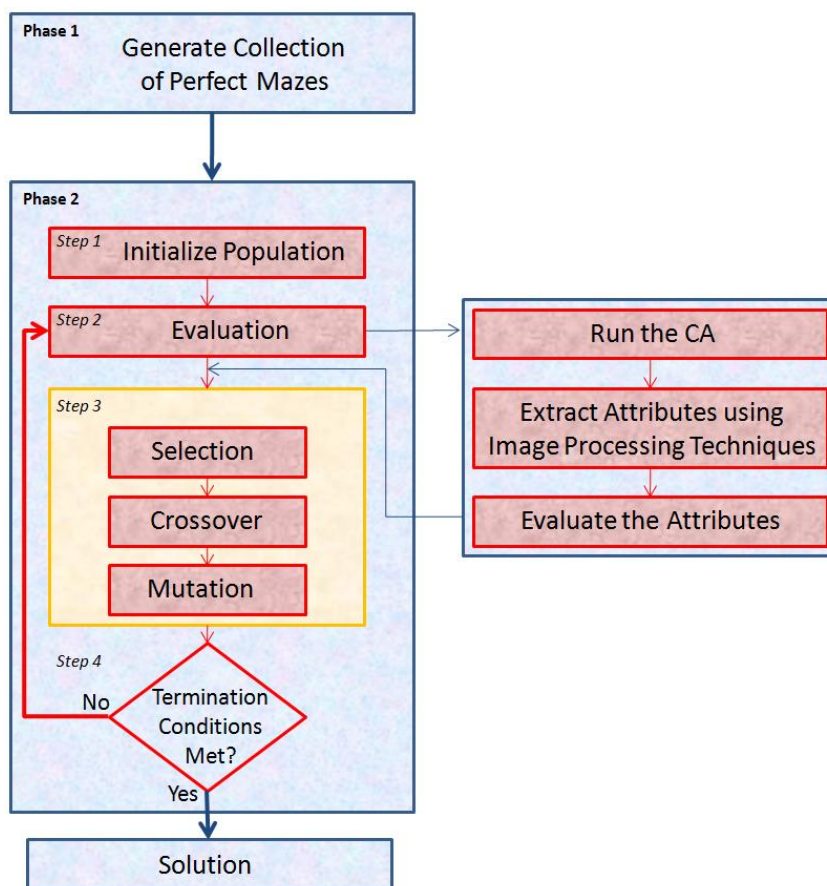 Phase 1
Generate Collection
of Perfect Mazes
Phase 2
Step 1
Initialize Population
Step 2
Evaluation
Step 3
Selection
Crossover
Mutation
Step 4
No
Termination
Conditions
Met?
Yes
Solution
Run the CA
Extract Attributes using
Image Processing Techniques
Evaluate the Attributes